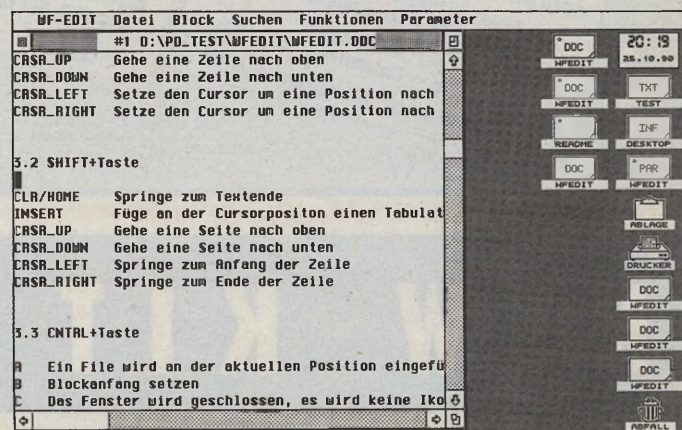 WF-EDIT Datei Block Suchen Funktionen Parameter
#1 D:\PD_TEST\WFEDIT\WFEDIT.DOC
CRSR_UP Gehe eine Zeile nach oben
CRSR_DOWN Gehe eine Zeile nach unten
CRSR_LEFT Setze den Cursor um eine Position nach
CRSR_RIGHT Setze den Cursor um eine Position nach
3.2 SHIFT+Taste
CLR/HOME Springe zum Textende
INSERT Füge an der Cursorpositon einen Tabulat
CRSR_UP Gehe eine Seite nach oben
CRSR_DOWN Gehe eine Seite nach unten
CRSR_LEFT Springe zum Anfang der Zeile
CRSR_RIGHT Springe zum Ende der Zeile
3.3 CNTRL+Taste
A Ein File wird an der aktuellen Position eingefü
B Blockanfang setzen
C Das Fenster wird geschlossen, es wird keine Iko
DOC
WFEDIT
20:19
25.10.90
DOC
WFEDIT
TXT
TEST
README
INF
DESKTOP
DOC
WFEDIT
PAR
WFEDIT
ABLAGE
DRUCKER
DOC
WFEDIT
DOC
WFEDIT
DOC
WFEDIT
ABFALL